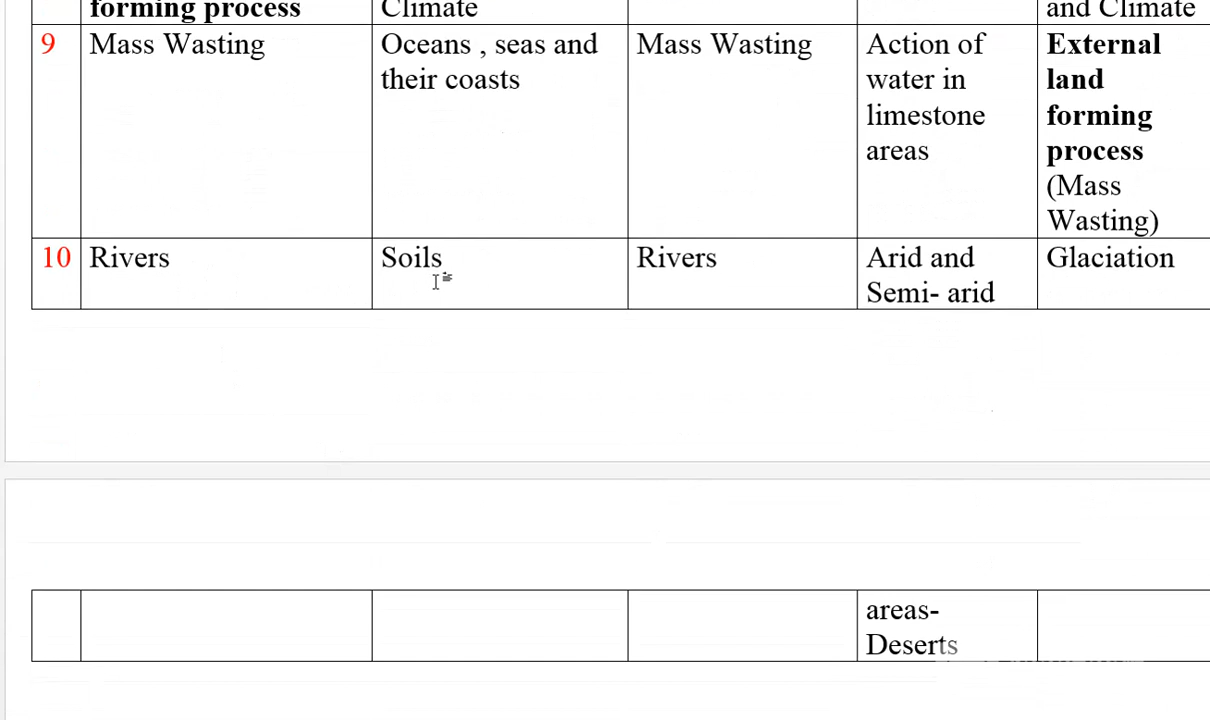 forming process Climate and Climate
9 Mass Wasting Oceans , seas and Mass Wasting Action of External
their coasts water in land
limestone forming
areas process
(Mass
Wasting)
10 Rivers Soils Rivers Arid and Glaciation
Semi- arid
areas-
Deserts